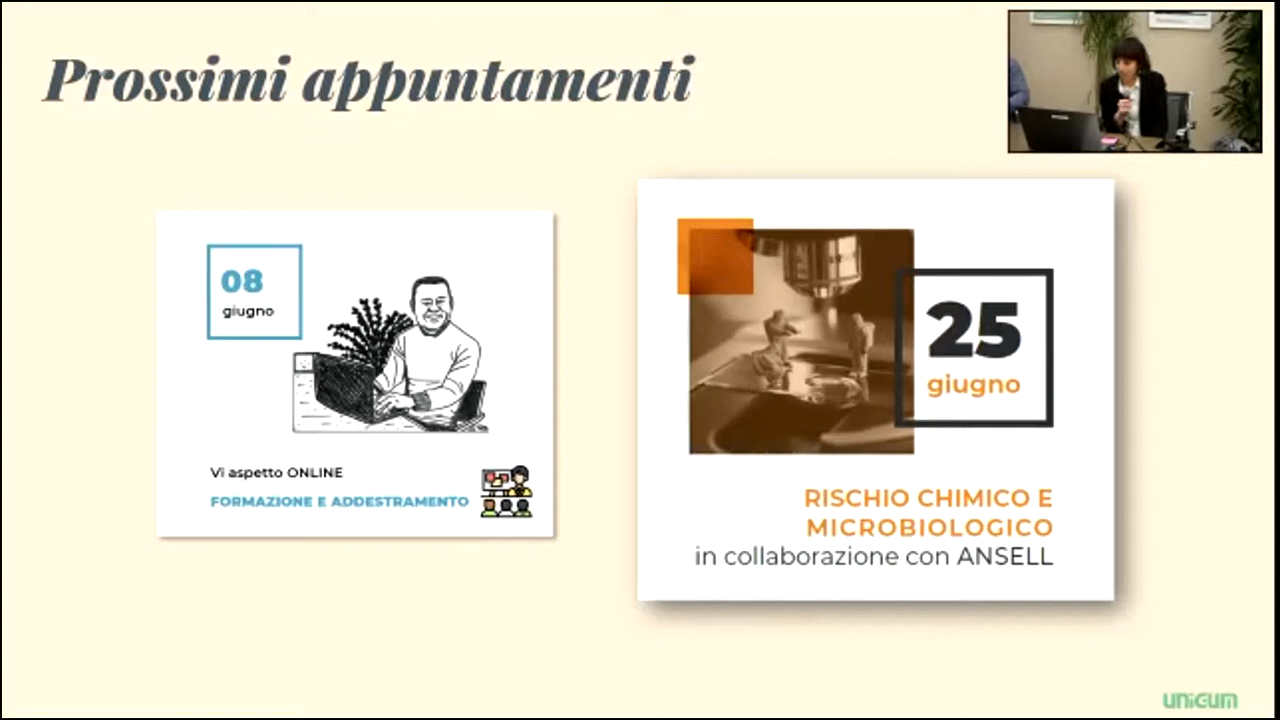 Prossimi appuntamenti
08
giugno
Vi aspetto ONLINE
FORMAZIONE E ADDESTRAMENTO
25
giugno
RISCHIO CHIMICO E
MICROBIOLOGICO
in collaborazione con ANSELL
unicum